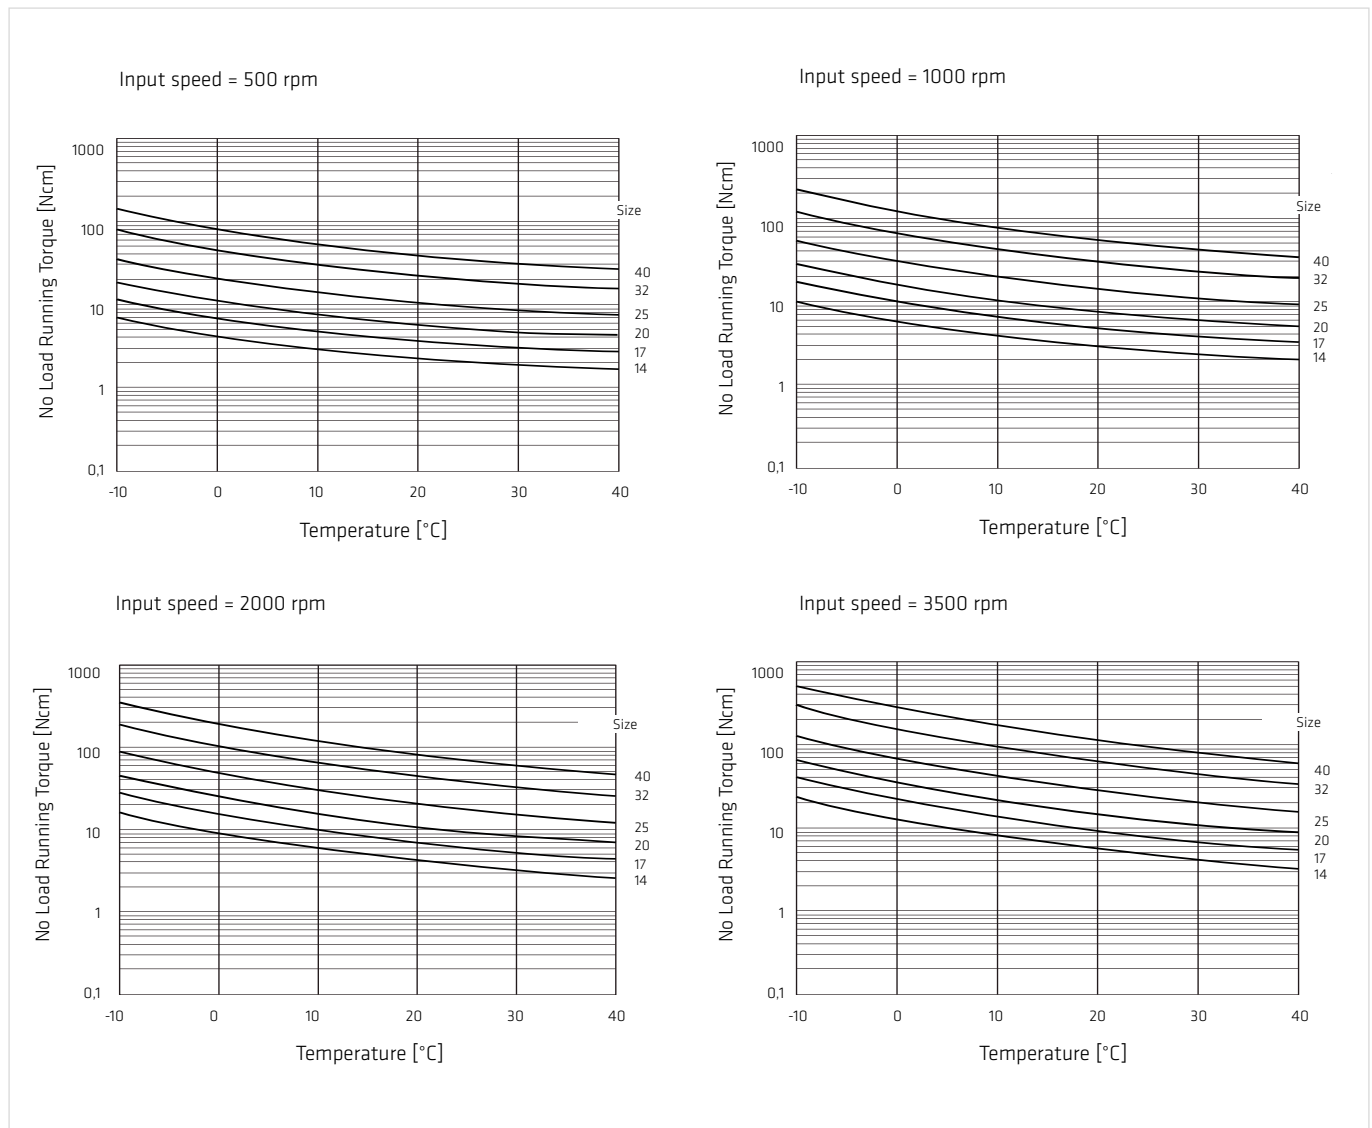 Input speed = 500 rpm
No Load Running Torque [Ncm]
1000
100
10
1
0,1
Size
40
32
25
20
17
14
-10 0 10 20 30 40
Temperature [°C]
Input speed = 1000 rpm
No Load Running Torque [Ncm]
1000
100
10
1
0,1
Size
40
32
25
20
17
14
-10 0 10 20 30 40
Temperature [°C]
Input speed = 2000 rpm
No Load Running Torque [Ncm]
1000
100
10
1
0,1
Size
40
32
25
20
17
14
-10 0 10 20 30 40
Temperature [°C]
Input speed = 3500 rpm
No Load Running Torque [Ncm]
1000
100
10
1
0,1
Size
40
32
25
20
17
14
-10 0 10 20 30 40
Temperature [°C]